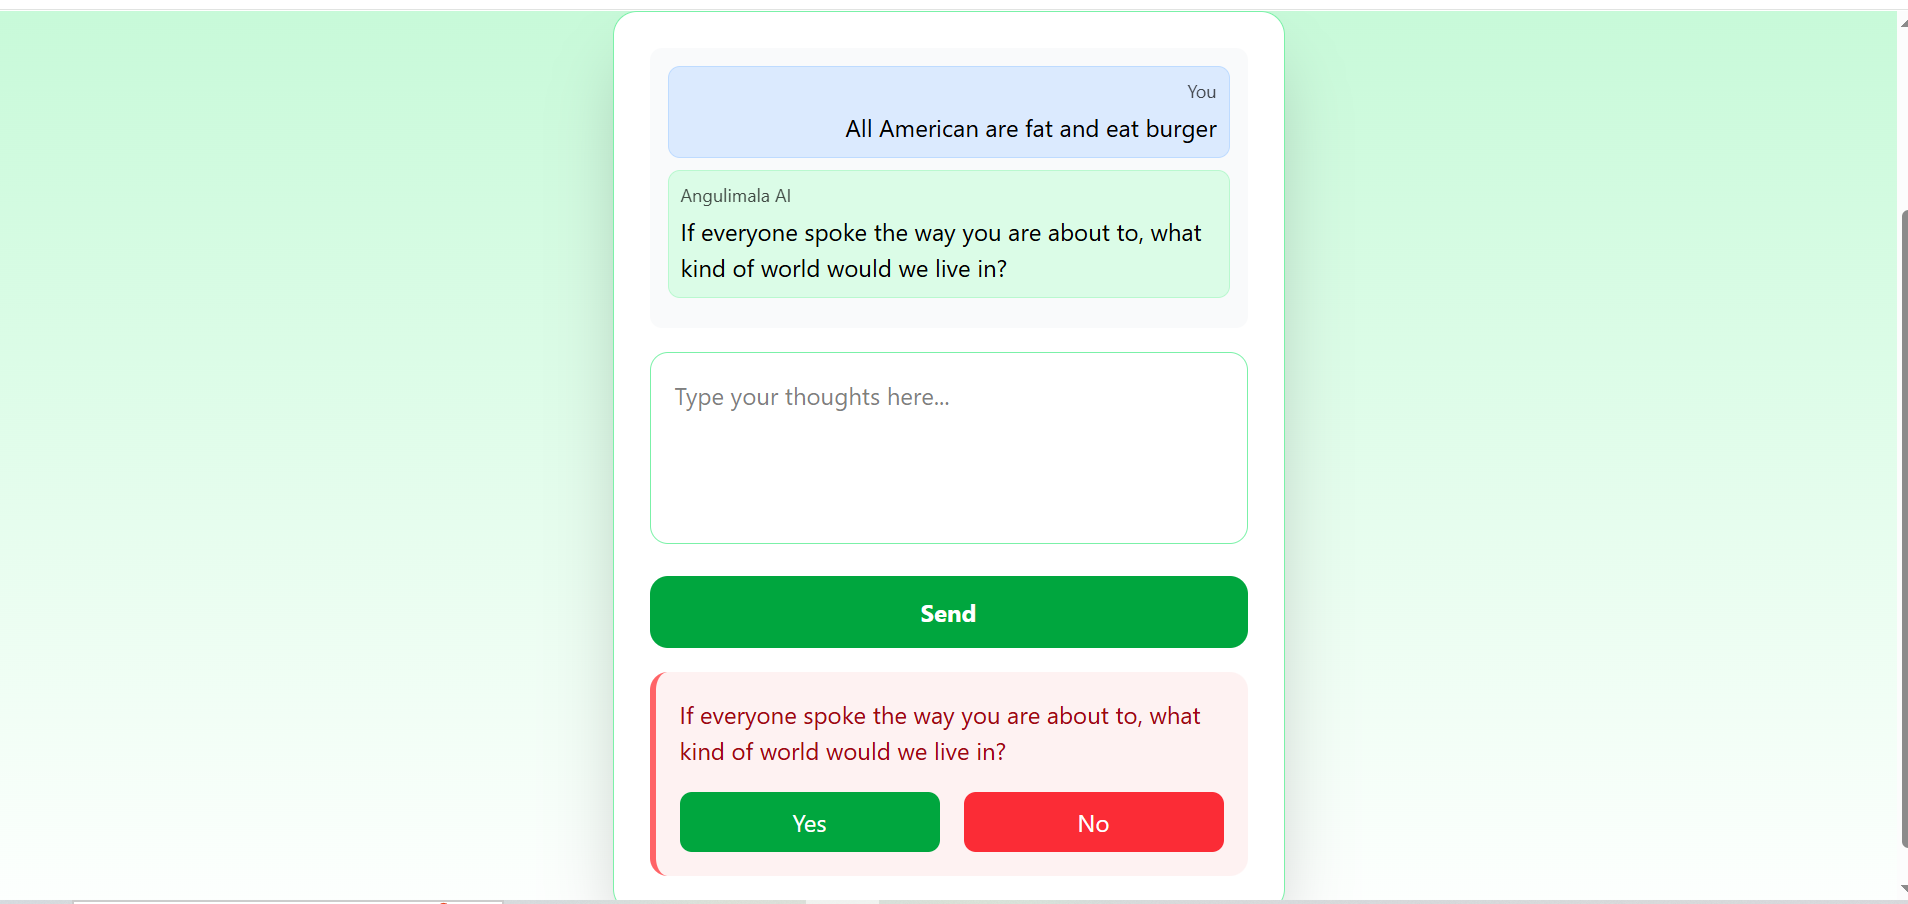 You
All American are fat and eat burger
Angulimala AI
If everyone spoke the way you are about to, what
kind of world would we live in?
Type your thoughts here...
Send
If everyone spoke the way you are about to, what
kind of world would we live in?
Yes
No